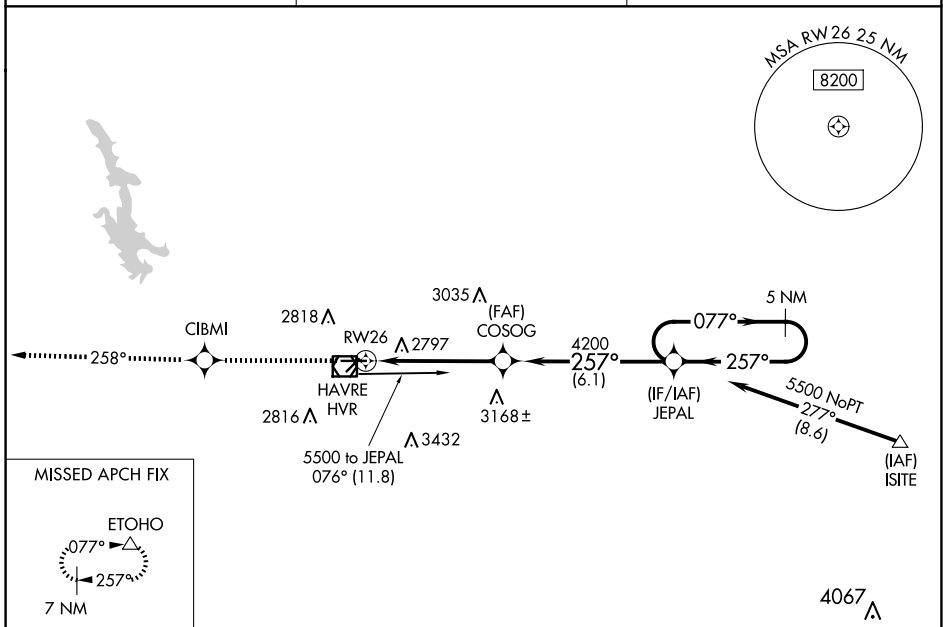 MSA RW 26 25 NM
8200
3035
(FAF)
COSOG
2818
5 NM
077°
CIBMI
RW26
2797
4200
257°
(6.1)
257°
258°
HAVRE
HVR
(IF/IAF)
JEPAL
5500 NoPT
277°
(8.6)
2816
3168±
3432
5500 to JEPAL
076° (11.8)
(IAF)
ISITE
MISSED APCH FIX
ETOHO
077°
257°
7 NM
4067